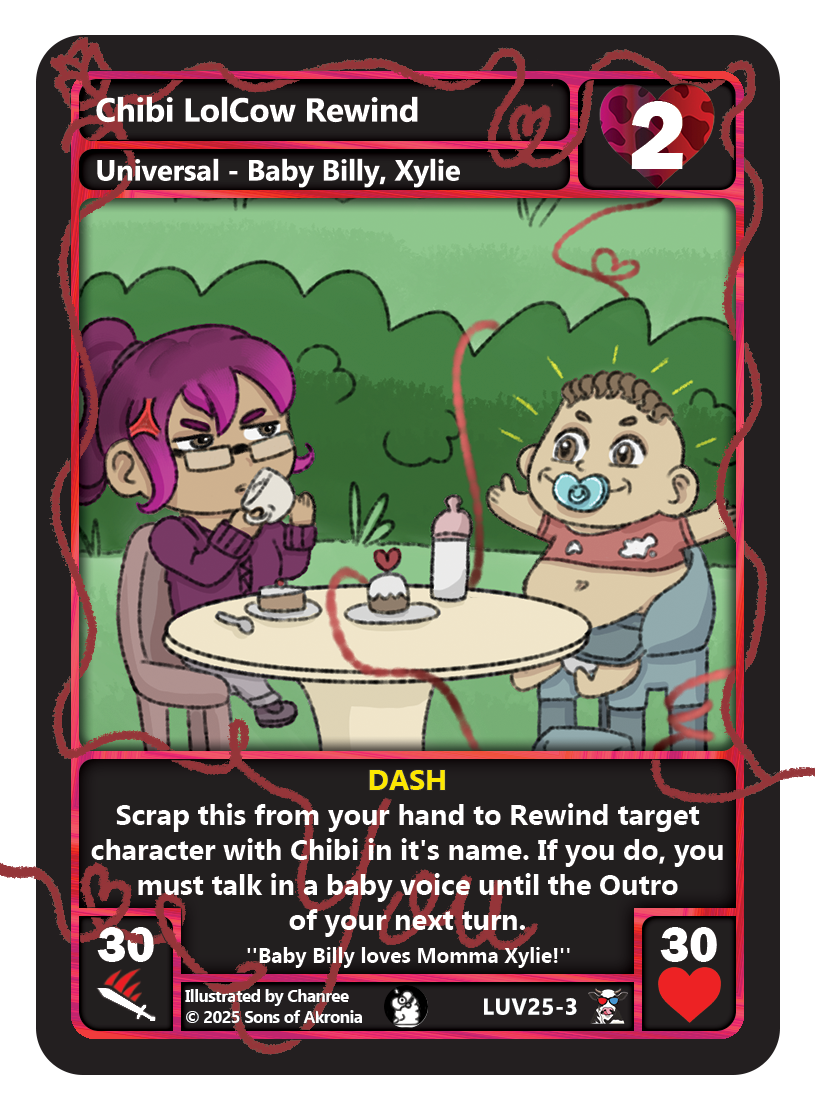 Chibi LolCow Rewind
2
Universal - Baby Billy, Xylie
DASH
Scrap this from your hand to Rewind target
character with Chibi in it's name. If you do, you
must talk in a baby voice until the Outro
of your next turn.
"Baby Billy loves Momma Xylie!"
You
30
30
Illustrated by Chanree
© 2025 Sons of Akronia
LUV25-3